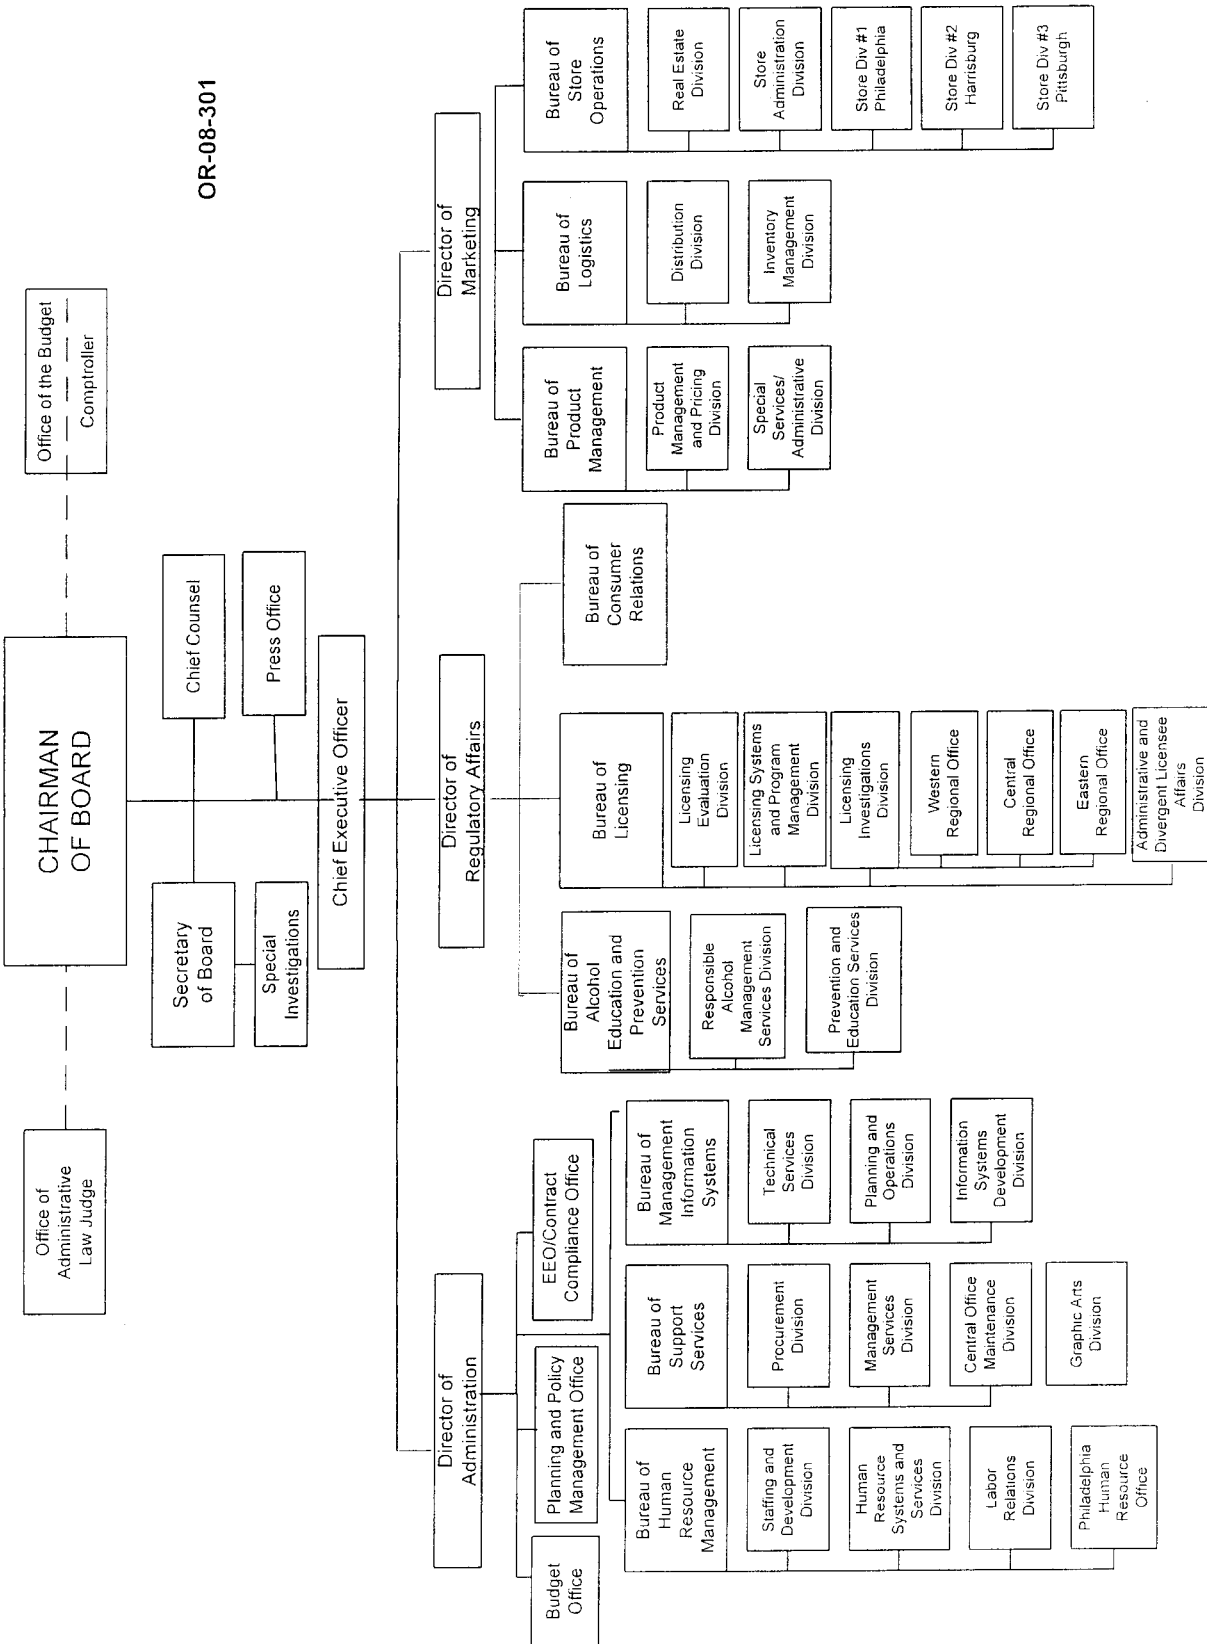 OR-08-301
CHAIRMAN
OF BOARD
Office of
Administrative
Law Judge
Office of the Budget
Comptroller
Secretary
of Board
Chief Counsel
Special
Investigations
Press Office
Chief Executive Officer
Director of
Administration
Director of
Regulatory Affairs
Director of
Marketing
Budget
Office
Planning and Policy
Management Office
EEO/Contract
Compliance Office
Bureau of
Human
Resource
Management
Staffing and
Development
Division
Human
Resource
Systems and
Services
Division
Labor
Relations
Division
Philadelphia
Human
Resource
Office
Bureau of
Support
Services
Procurement
Division
Management
Services
Division
Central Office
Maintenance
Division
Graphic Arts
Division
Bureau of
Management
Information
Systems
Technical
Services
Division
Planning and
Operations
Division
Information
Systems
Development
Division
Bureau of
Alcohol
Education and
Prevention
Services
Responsible
Alcohol
Management
Services Division
Prevention and
Education Services
Division
Bureau of
Licensing
Licensing
Evaluation
Division
Licensing Systems
and Program
Management
Division
Licensing
Investigations
Division
Western
Regional Office
Central
Regional Office
Eastern
Regional Office
Administrative and
Divergent Licensee
Affairs
Division
Bureau of
Consumer
Relations
Bureau of
Product
Management
Product
Management
and Pricing
Division
Special
Services/
Administrative
Division
Bureau of
Logistics
Distribution
Division
Inventory
Management
Division
Bureau of
Store
Operations
Real Estate
Division
Store
Administration
Division
Store Div #1
Philadelphia
Store Div #2
Harrisburg
Store Div #3
Pittsburgh